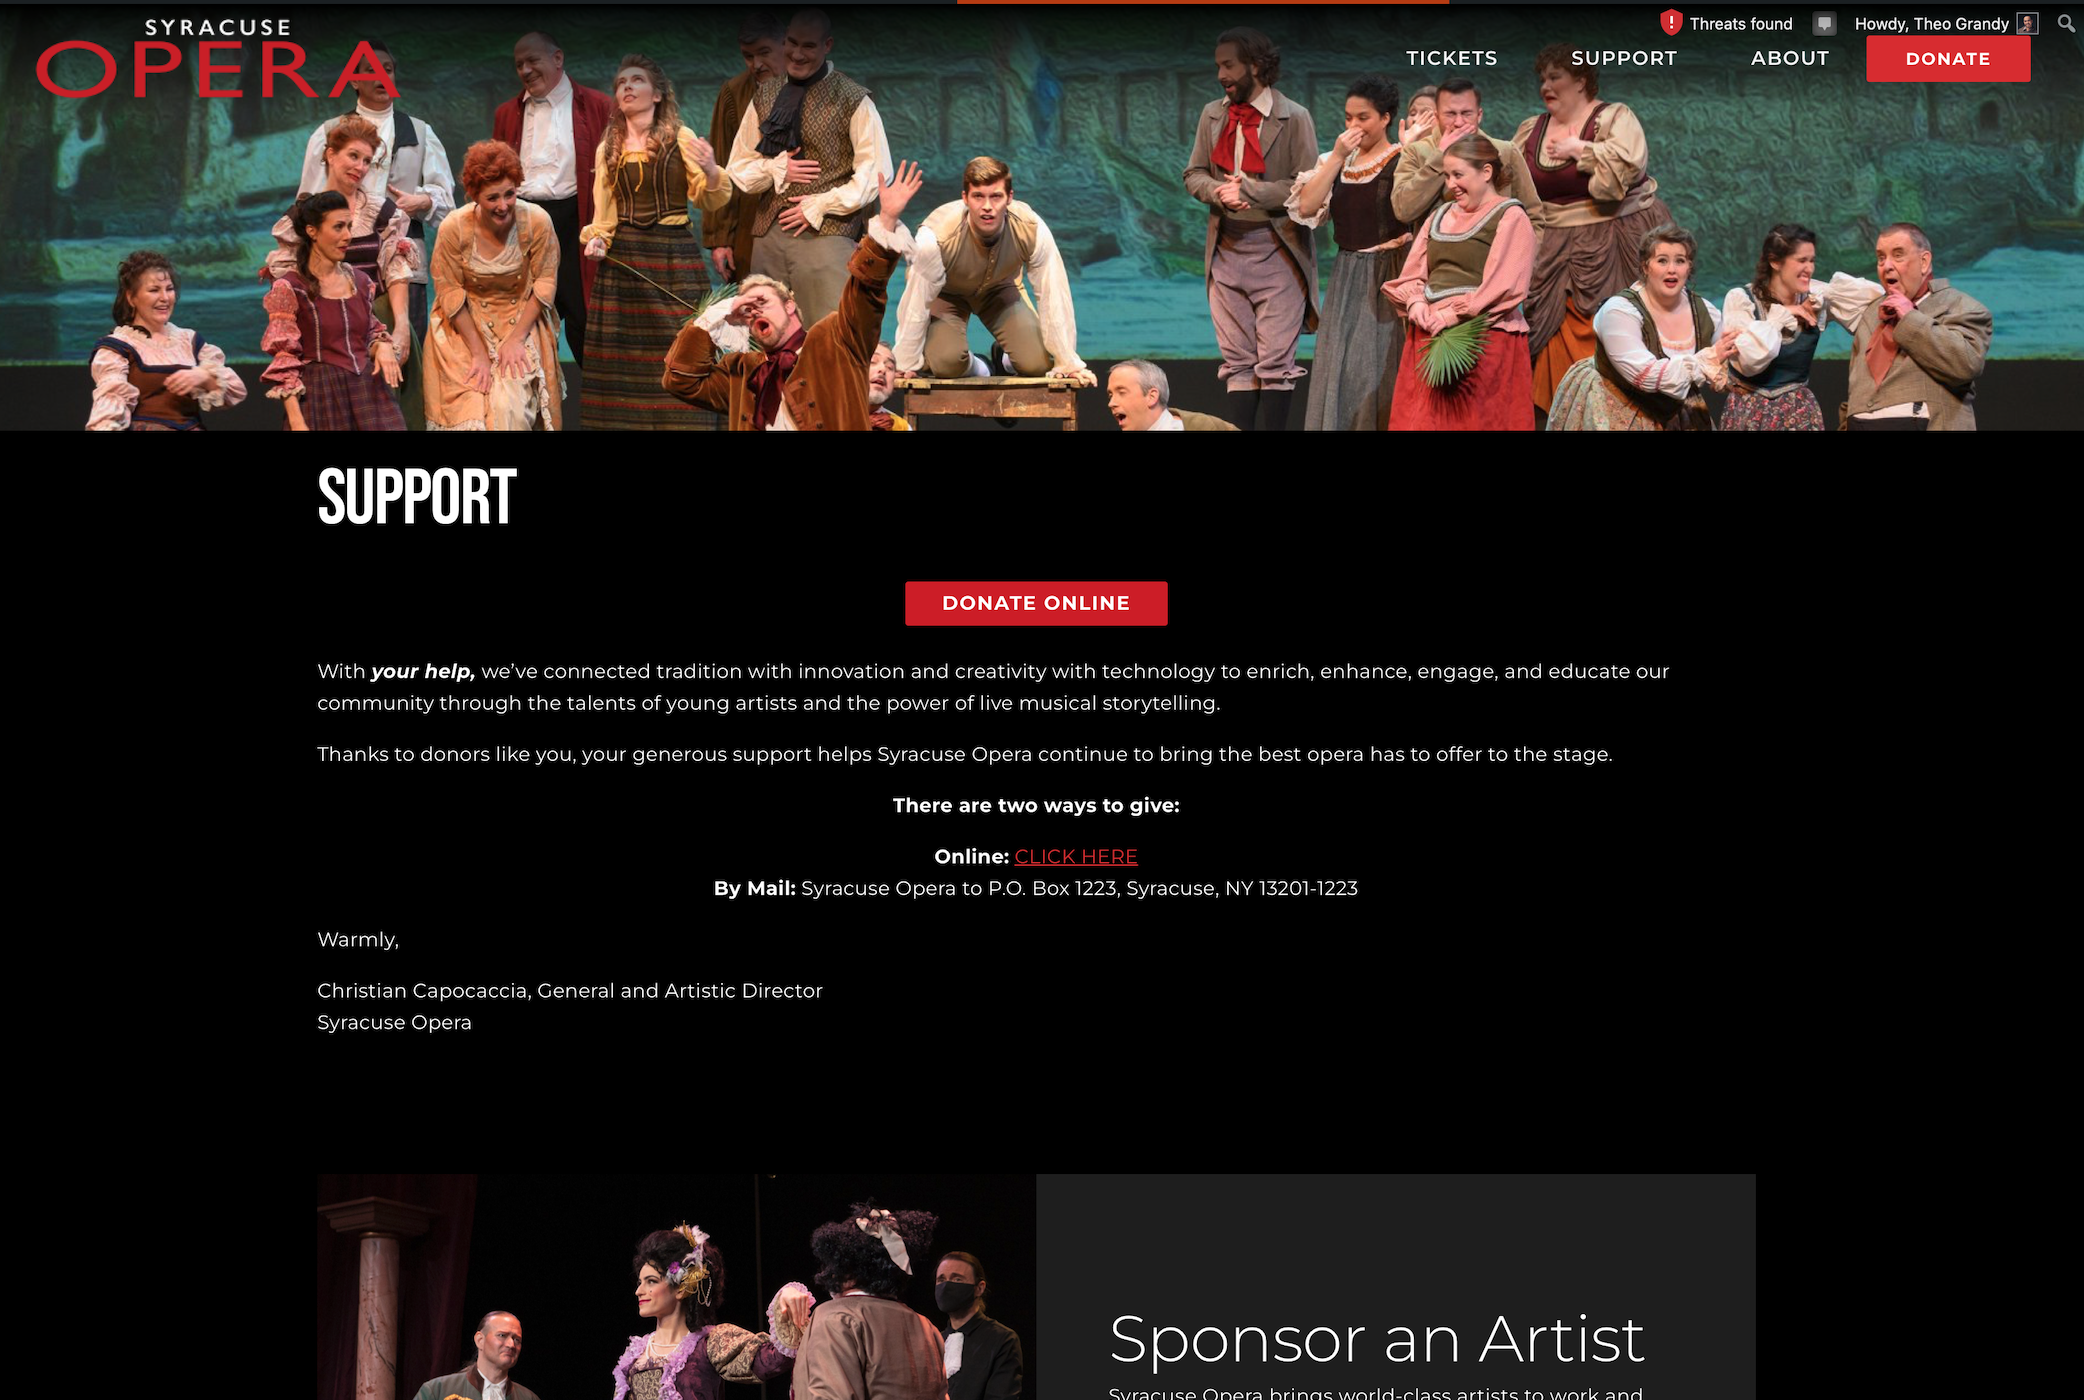 SYRACUSE
OPERA
Threats found
Howdy, Theo Grandy
TICKETS
SUPPORT
ABOUT
DONATE
SUPPORT
DONATE ONLINE
With your help, we’ve connected tradition with innovation and creativity with technology to enrich, enhance, engage, and educate our
community through the talents of young artists and the power of live musical storytelling.
Thanks to donors like you, your generous support helps Syracuse Opera continue to bring the best opera has to offer to the stage.
There are two ways to give:
Online: CLICK HERE
By Mail: Syracuse Opera to P.O. Box 1223, Syracuse, NY 13201-1223
Warmly,
Christian Capocaccia, General and Artistic Director
Syracuse Opera
Sponsor an Artist
Syracuse Opera brings world-class artists to work and